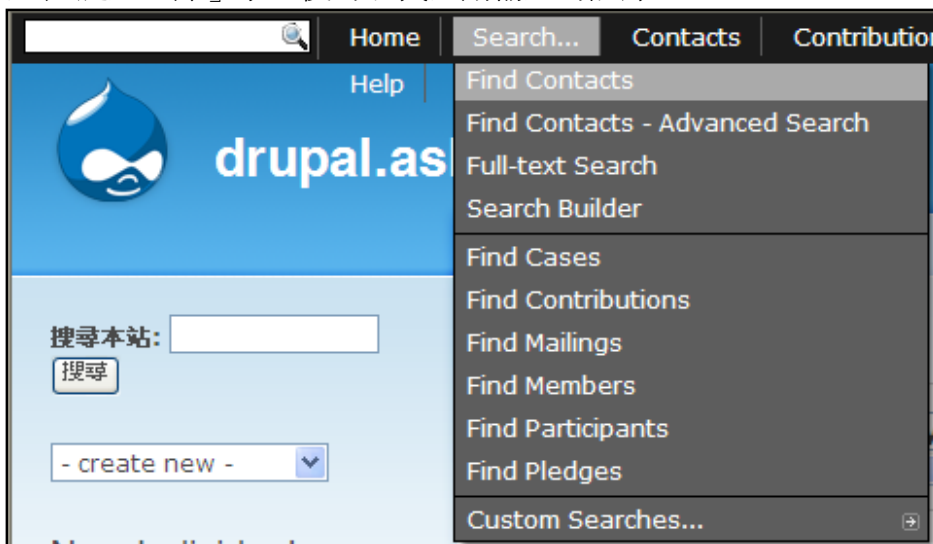 Home Search... Contacts
Help
drupal.as
Find Contacts
Find Contacts - Advanced Search
Full-text Search
Search Builder
Find Cases
Find Contributions
Find Mailings
Find Members
Find Participants
Find Pledges
Custom Searches...
搜尋本站:
搜尋
- create new -